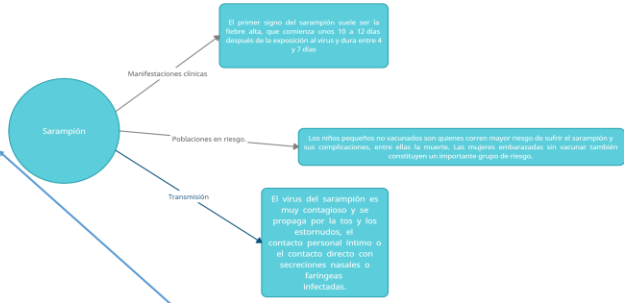 El primer signo del sarampión suele ser la
fiebre alta, que comienza unos 10 a 12 días
después de la exposición al virus y dura entre 4
y 7 días
Manifestaciones clínicas
Sarampión
Poblaciones en riesgo.
Los niños pequeños no vacunados son quienes corren mayor riesgo de sufrir el sarampión y
sus complicaciones, entre ellas la muerte. Las mujeres embarazadas sin vacunar también
constituyen un importante grupo de riesgo.
Transmisión
El virus del sarampión es
muy contagioso y se
propaga por la tos y los
estornudos, el
contacto personal íntimo o
el contacto directo con
secreciones nasales o
faríngeas
infectadas.